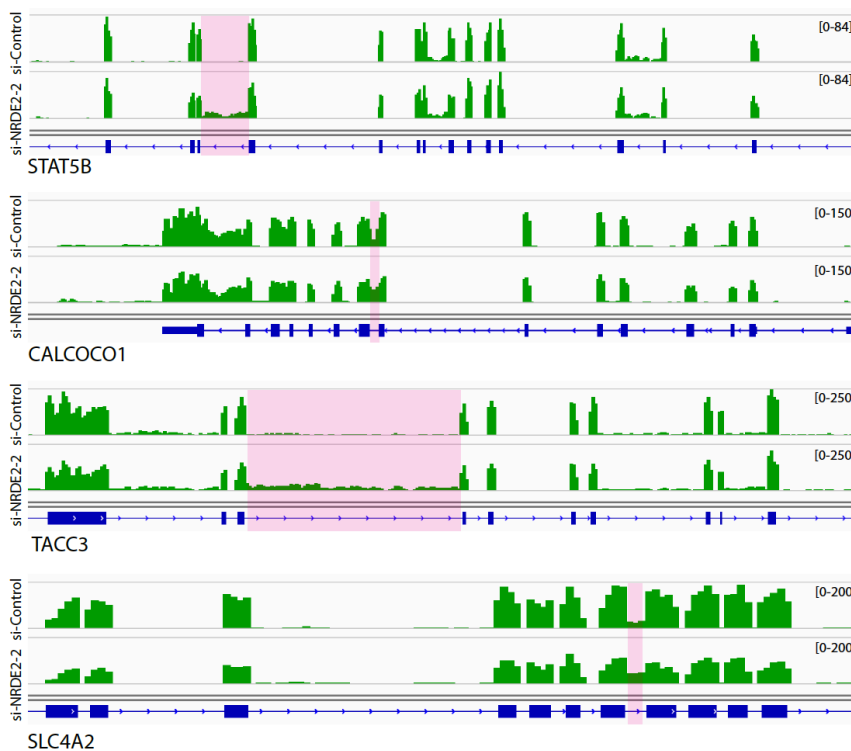 si-Control [0-84]
si-NRDE2-2 [0-84]
STAT5B
si-Control [0-150
si-NRDE2-2 [0-150
CALCOCO1
si-Control [0-250
si-NRDE2-2 [0-250
TACC3
si-Control [0-200
si-NRDE2-2 [0-200
SLC4A2